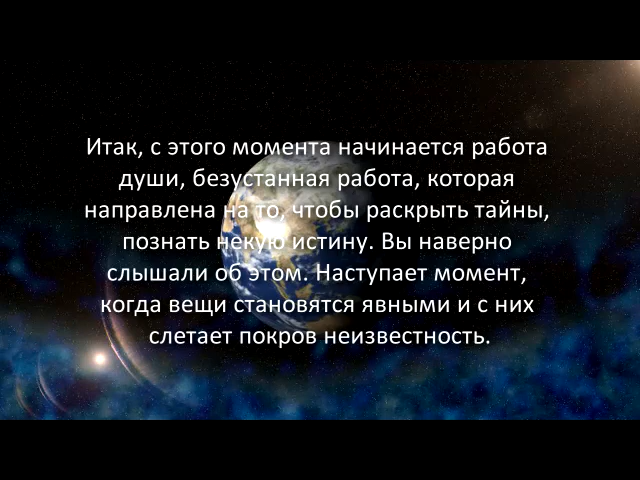 Итак, с этого момента начинается работа
души, безустанная работа, которая
направлена на то, чтобы раскрыть тайны,
познать некую истину. Вы наверно
слышали об этом. Наступает момент,
когда вещи становятся явными и с них
слетает покров неизвестность.